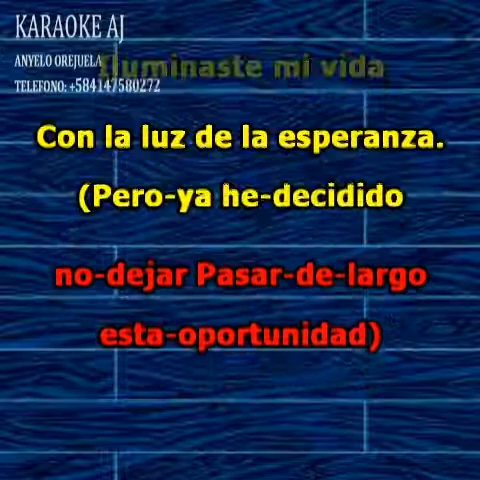 KARAOKE AJ
ANYELO OREJUELA
TELEFONO: +584147580272
Iluminaste mi vida
Con la luz de la esperanza.
(Pero-ya he-decidido
no-dejar Pasar-de-largo
esta-oportunidad)